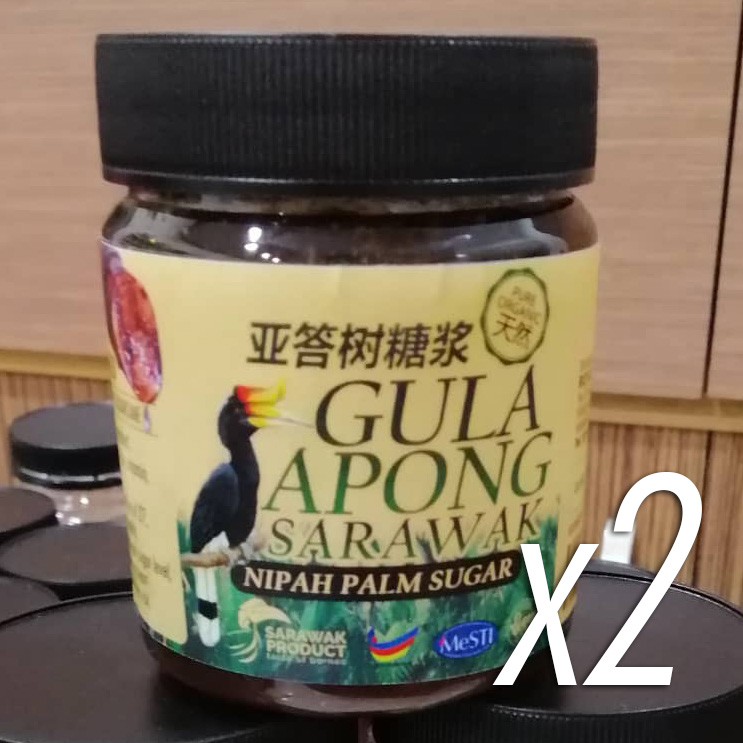 PURE
ORGANIC
天然
亚答树糖浆
GULA
APONG
SARAWAK
NIPAH PALM SUGAR
SARAWAK
PRODUCT
MeSTI
x2